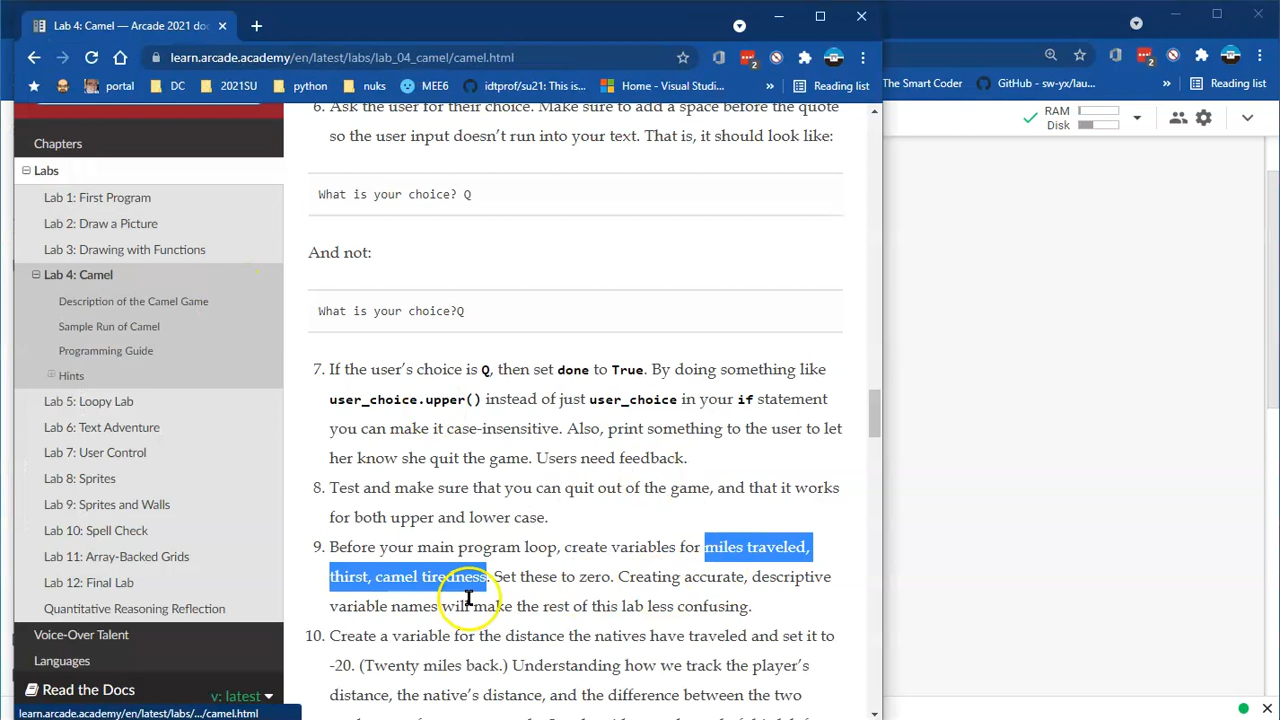 Lab 4: Camel — Arcade 2021 doc
learn.arcade.academy/en/latest/labs/lab_04_camel/camel.html
portal
DC
2021SU
python
nuks
MEE6
idtprof/su21: This is...
Home - Visual Studi...
»
Reading list
The Smart Coder
GitHub - sw-yx/lau...
»
Reading list
RAM
Disk
Chapters
Labs
Lab 1: First Program
Lab 2: Draw a Picture
Lab 3: Drawing with Functions
Lab 4: Camel
Description of the Camel Game
Sample Run of Camel
Programming Guide
Hints
Lab 5: Loopy Lab
Lab 6: Text Adventure
Lab 7: User Control
Lab 8: Sprites
Lab 9: Sprites and Walls
Lab 10: Spell Check
Lab 11: Array-Backed Grids
Lab 12: Final Lab
Quantitative Reasoning Reflection
Voice-Over Talent
Languages
Read the Docs
v: latest
learn.arcade.academy/en/latest/labs/.../camel.html
6. Ask the user for their choice. Make sure to add a space before the quote
so the user input doesn't run into your text. That is, it should look like:
What is your choice? Q
And not:
What is your choice?Q
7. If the user's choice is Q, then set done to True. By doing something like
user_choice.upper() instead of just user_choice in your if statement
you can make it case-insensitive. Also, print something to the user to let
her know she quit the game. Users need feedback.
8. Test and make sure that you can quit out of the game, and that it works
for both upper and lower case.
9. Before your main program loop, create variables for miles traveled,
thirst, camel tiredness. Set these to zero. Creating accurate, descriptive
variable names will make the rest of this lab less confusing.
10. Create a variable for the distance the natives have traveled and set it to
-20. (Twenty miles back.) Understanding how we track the player's
distance, the native's distance, and the difference between the two